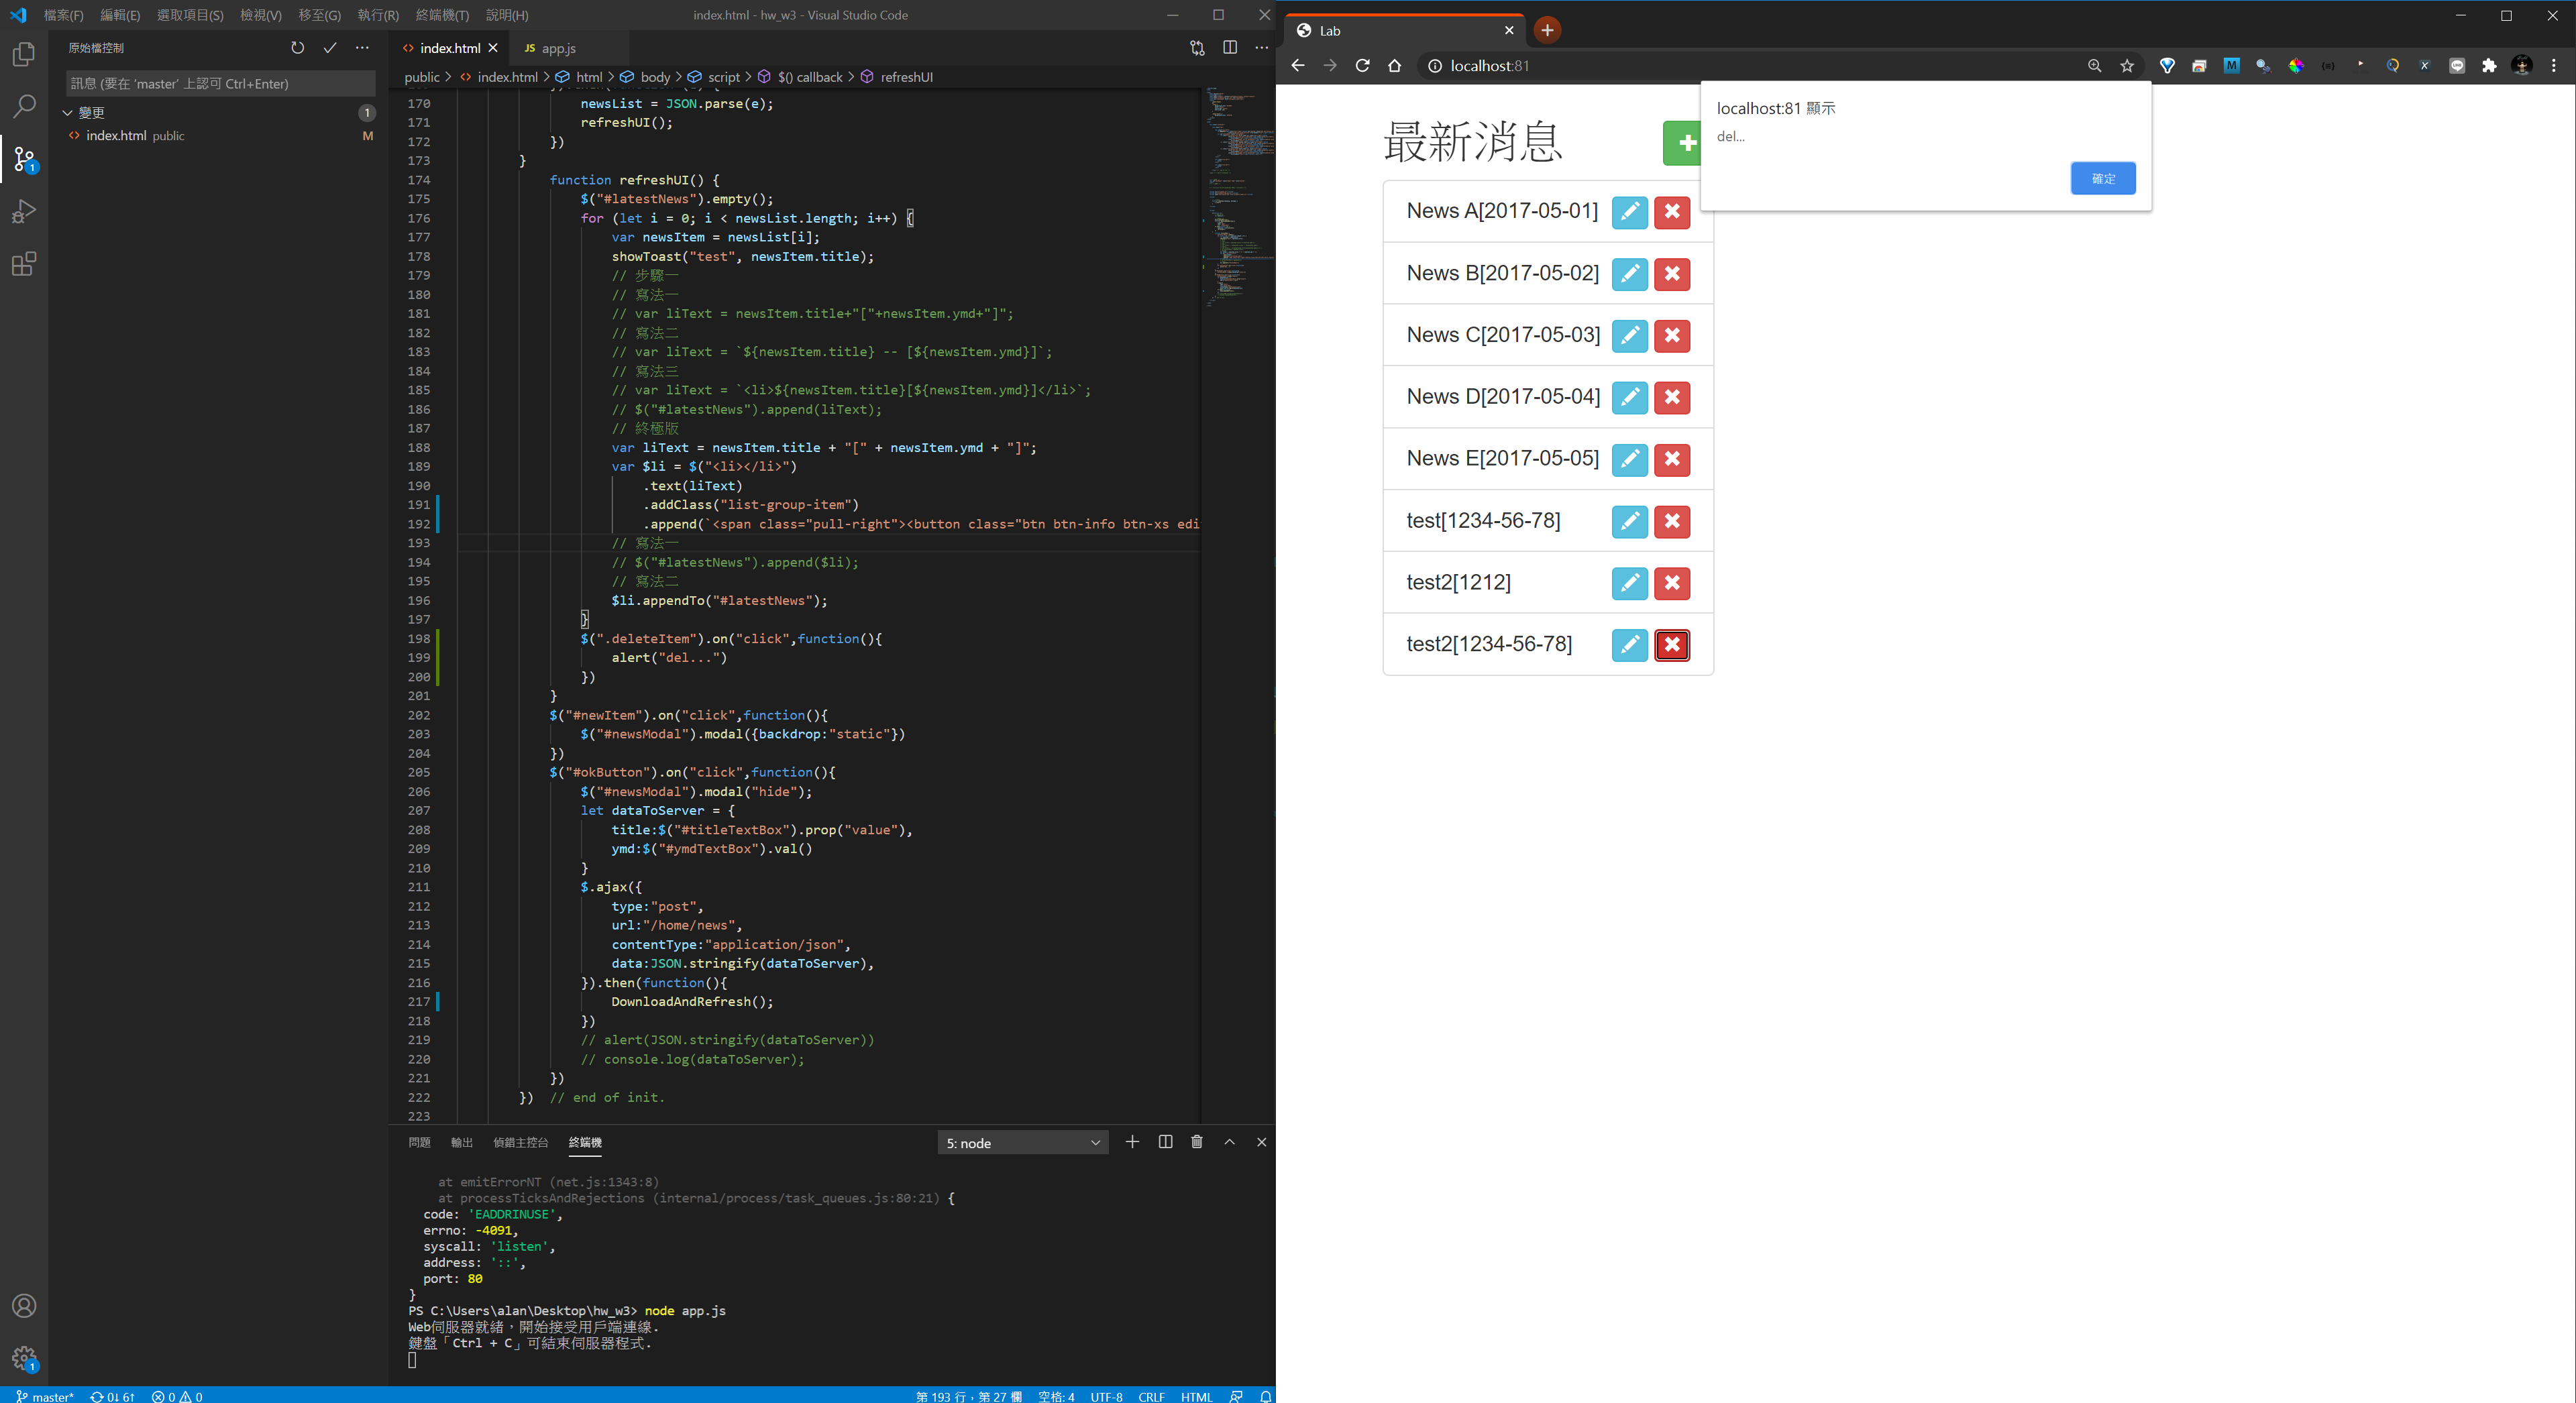 檔案(F) 編輯(E) 選取項目(S) 檢視(V) 移至(G) 執行(R) 終端機(T) 說明(H)
index.html - hw_w3 - Visual Studio Code
原始檔控制
訊息 (要在 ‘master’ 上認可 Ctrl+Enter)
變更 1
index.html public M
1
1
index.html
JS app.js
public > index.html > html > body > script > $() callback > refreshUI
170 newsList = JSON.parse(e);
171 refreshUI();
172 })
173 }
174 function refreshUI() {
175 $("#latestNews").empty();
176 for (let i = 0; i < newsList.length; i++) {
177 var newsItem = newsList[i];
178 showToast("test", newsItem.title);
179 // 步驟一
180 // 寫法一
181 // var liText = newsItem.title+"["+newsItem.ymd+"]";
182 // 寫法二
183 // var liText = `${newsItem.title} -- [${newsItem.ymd}]`;
184 // 寫法三
185 // var liText = `<li>${newsItem.title}[${newsItem.ymd}]</li>`;
186 // $("#latestNews").append(liText);
187 // 終極版
188 var liText = newsItem.title + "[" + newsItem.ymd + "]";
189 var $li = $("<li></li>")
190 .text(liText)
191 .addClass("list-group-item")
192 .append(`<span class="pull-right"><button class="btn btn-info btn-xs edi
193 // 寫法一
194 // $("#latestNews").append($li);
195 // 寫法二
196 $li.appendTo("#latestNews");
197 }
198 $(".deleteItem").on("click",function(){
199 alert("del...")
200 })
201 }
202 $("#newItem").on("click",function(){
203 $("#newsModal").modal({backdrop:"static"})
204 })
205 $("#okButton").on("click",function(){
206 $("#newsModal").modal("hide");
207 let dataToServer = {
208 title:$("#titleTextBox").prop("value"),
209 ymd:$("#ymdTextBox").val()
210 }
211 $.ajax({
212 type:"post",
213 url:"/home/news",
214 contentType:"application/json",
215 data:JSON.stringify(dataToServer),
216 }).then(function(){
217 DownloadAndRefresh();
218 })
219 // alert(JSON.stringify(dataToServer))
220 // console.log(dataToServer);
221 })
222 }) // end of init.
223
問題 輸出 偵錯主控台 終端機
5: node
at emitErrorNT (net.js:1343:8)
at processTicksAndRejections (internal/process/task_queues.js:80:21) {
code: 'EADDRINUSE',
errno: -4091,
syscall: 'listen',
address: '::',
port: 80
}
PS C:\Users\alan\Desktop\hw_w3> node app.js
Web伺服器就緒，開始接受用戶端連線.
鍵盤「Ctrl + C」可結束伺服器程式.
master* 0↓ 6↑ 0 0
第 193 行，第 27 欄 空格: 4 UTF-8 CRLF HTML
Lab
localhost:81
localhost:81 顯示
del...
確定
最新消息
News A[2017-05-01]
News B[2017-05-02]
News C[2017-05-03]
News D[2017-05-04]
News E[2017-05-05]
test[1234-56-78]
test2[1212]
test2[1234-56-78]